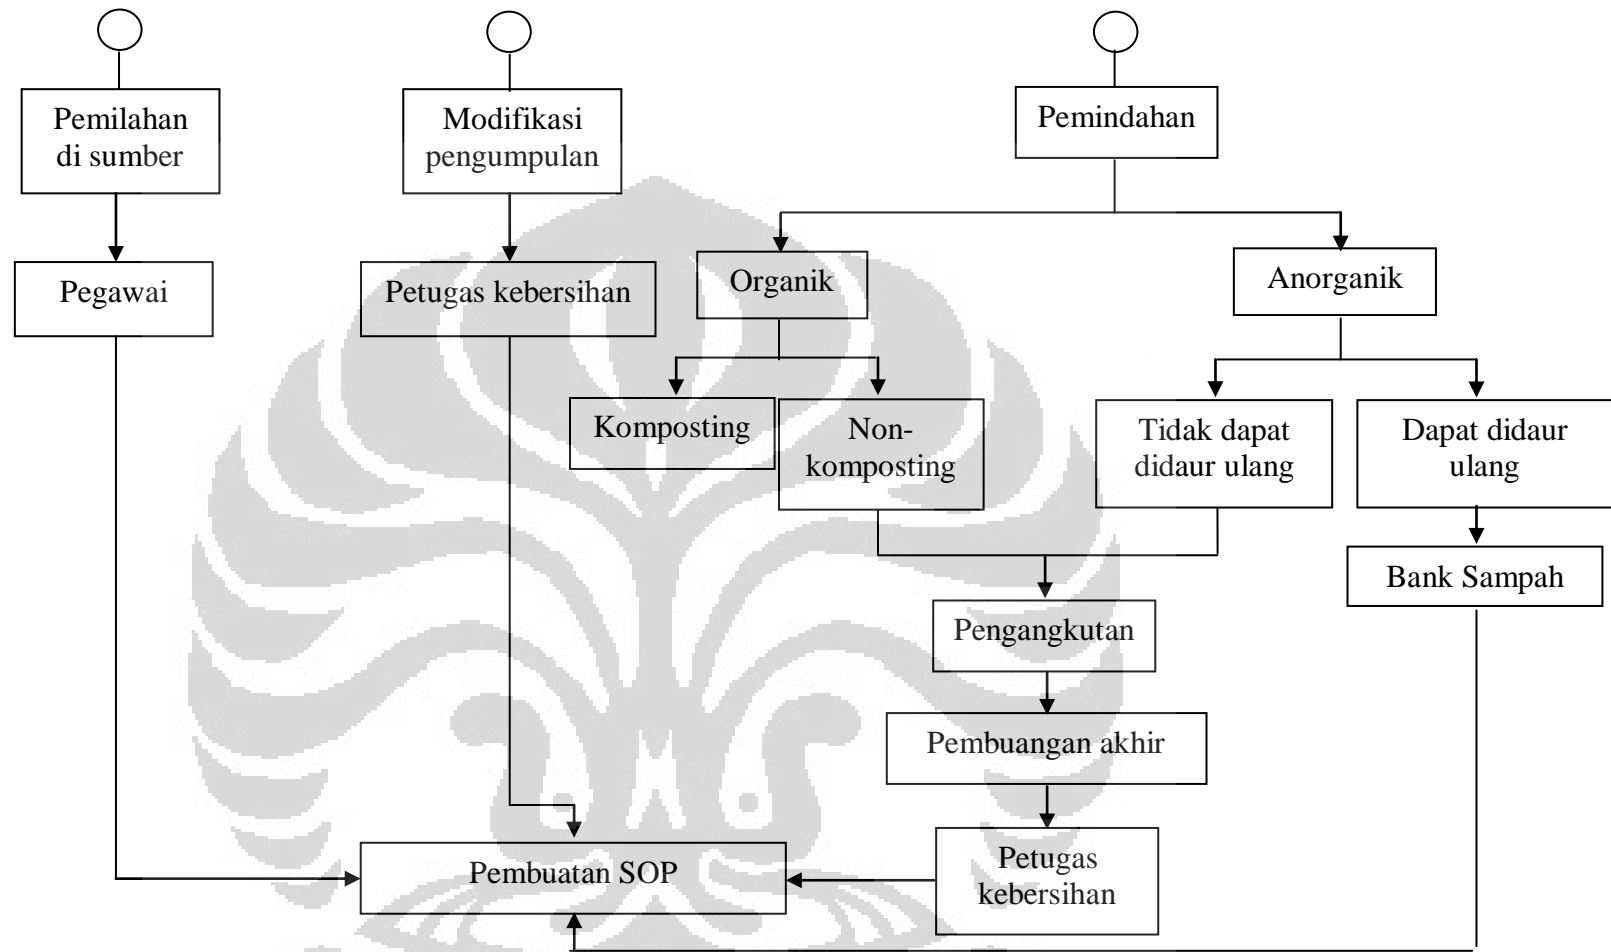 Pemilahan
di sumber
Modifikasi
pengumpulan
Pemindahan
Pegawai
Petugas kebersihan
Organik
Anorganik
Komposting
Non-
komposting
Tidak dapat
didaur ulang
Dapat didaur
ulang
Bank Sampah
Pengangkutan
Pembuangan akhir
Pembuatan SOP
Petugas
kebersihan